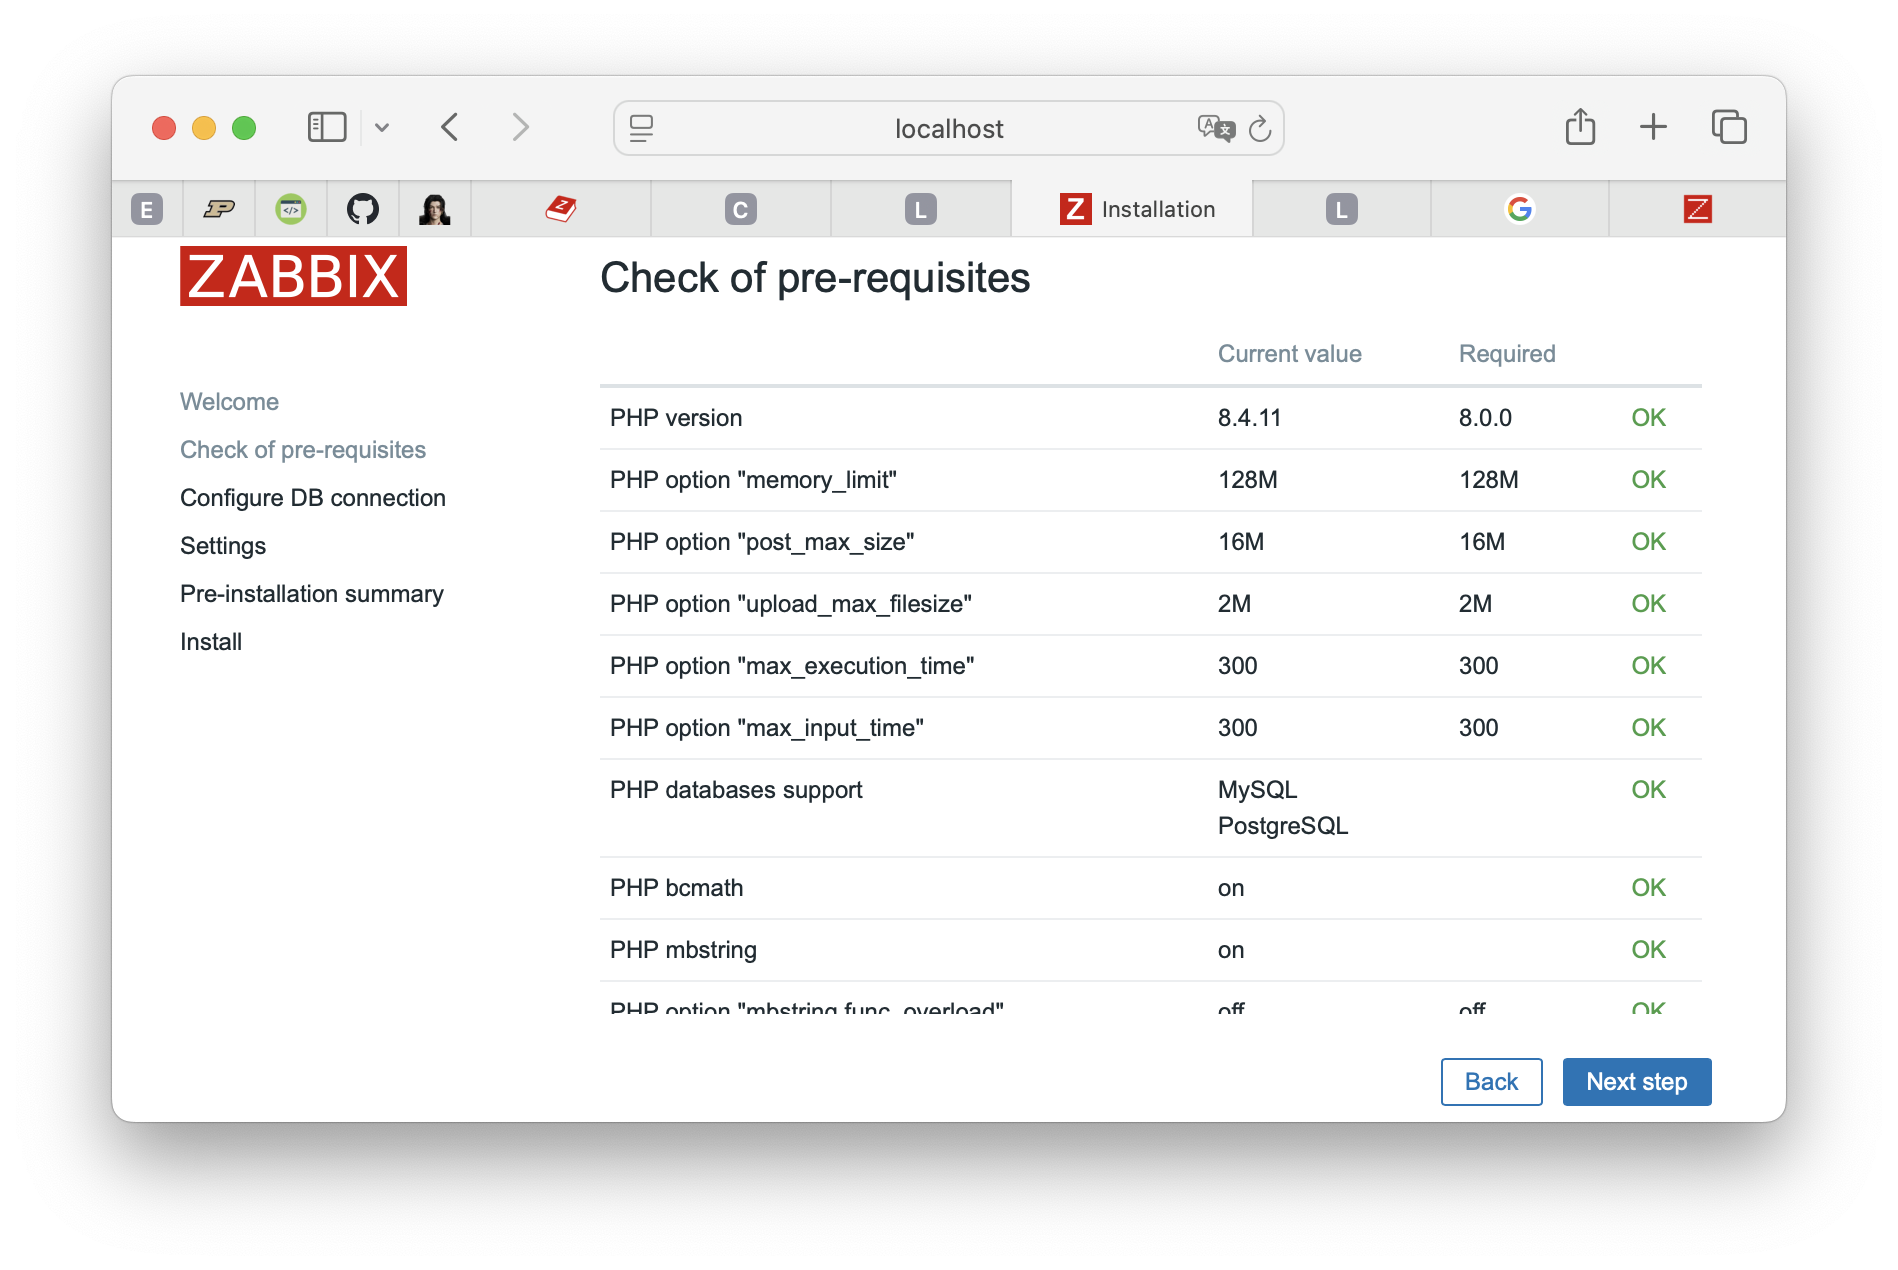 localhost
E
C
L
Z Installation
L
ZABBIX
Check of pre-requisites
Current value Required
Welcome
Check of pre-requisites
Configure DB connection
Settings
Pre-installation summary
Install
PHP version 8.4.11 8.0.0 OK
PHP option "memory_limit" 128M 128M OK
PHP option "post_max_size" 16M 16M OK
PHP option "upload_max_filesize" 2M 2M OK
PHP option "max_execution_time" 300 300 OK
PHP option "max_input_time" 300 300 OK
PHP databases support MySQL OK
PostgreSQL
PHP bcmath on OK
PHP mbstring on OK
PHP option "mbstring.func_overload" off off OK
Back Next step